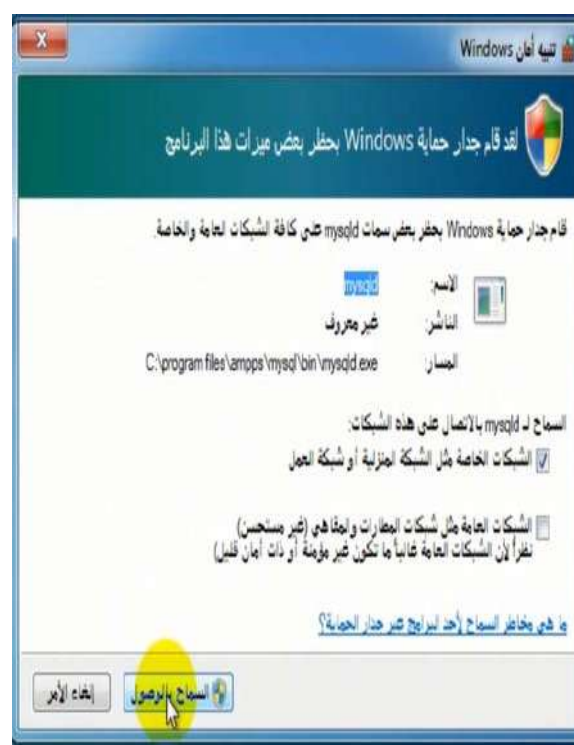 تنبيه أمان Windows
لقد قام جدار حماية Windows بحظر بعض ميزات هذا البرنامج
قام جدار حماية Windows بحظر بعض سمات mysqld على كافة الشبكات العامة والخاصة.
الاسم: mysqld
الناشر: غير معروف
المسار: C:\program files\ampps\mysql\bin\mysqld.exe
السماح لـ mysqld بالاتصال على هذه الشبكات:
الشبكات الخاصة مثل الشبكة المنزلية أو شبكة العمل
الشبكات العامة مثل شبكات المطارات والمقاهي (غير مستحسن)
نظراً لأن الشبكات العامة غالباً ما تكون غير مؤمنة أو ذات أمان قليل)
ما هي مخاطر السماح لأحد البرامج عبر جدار الحماية؟
السماح بالوصول
إلغاء الأمر